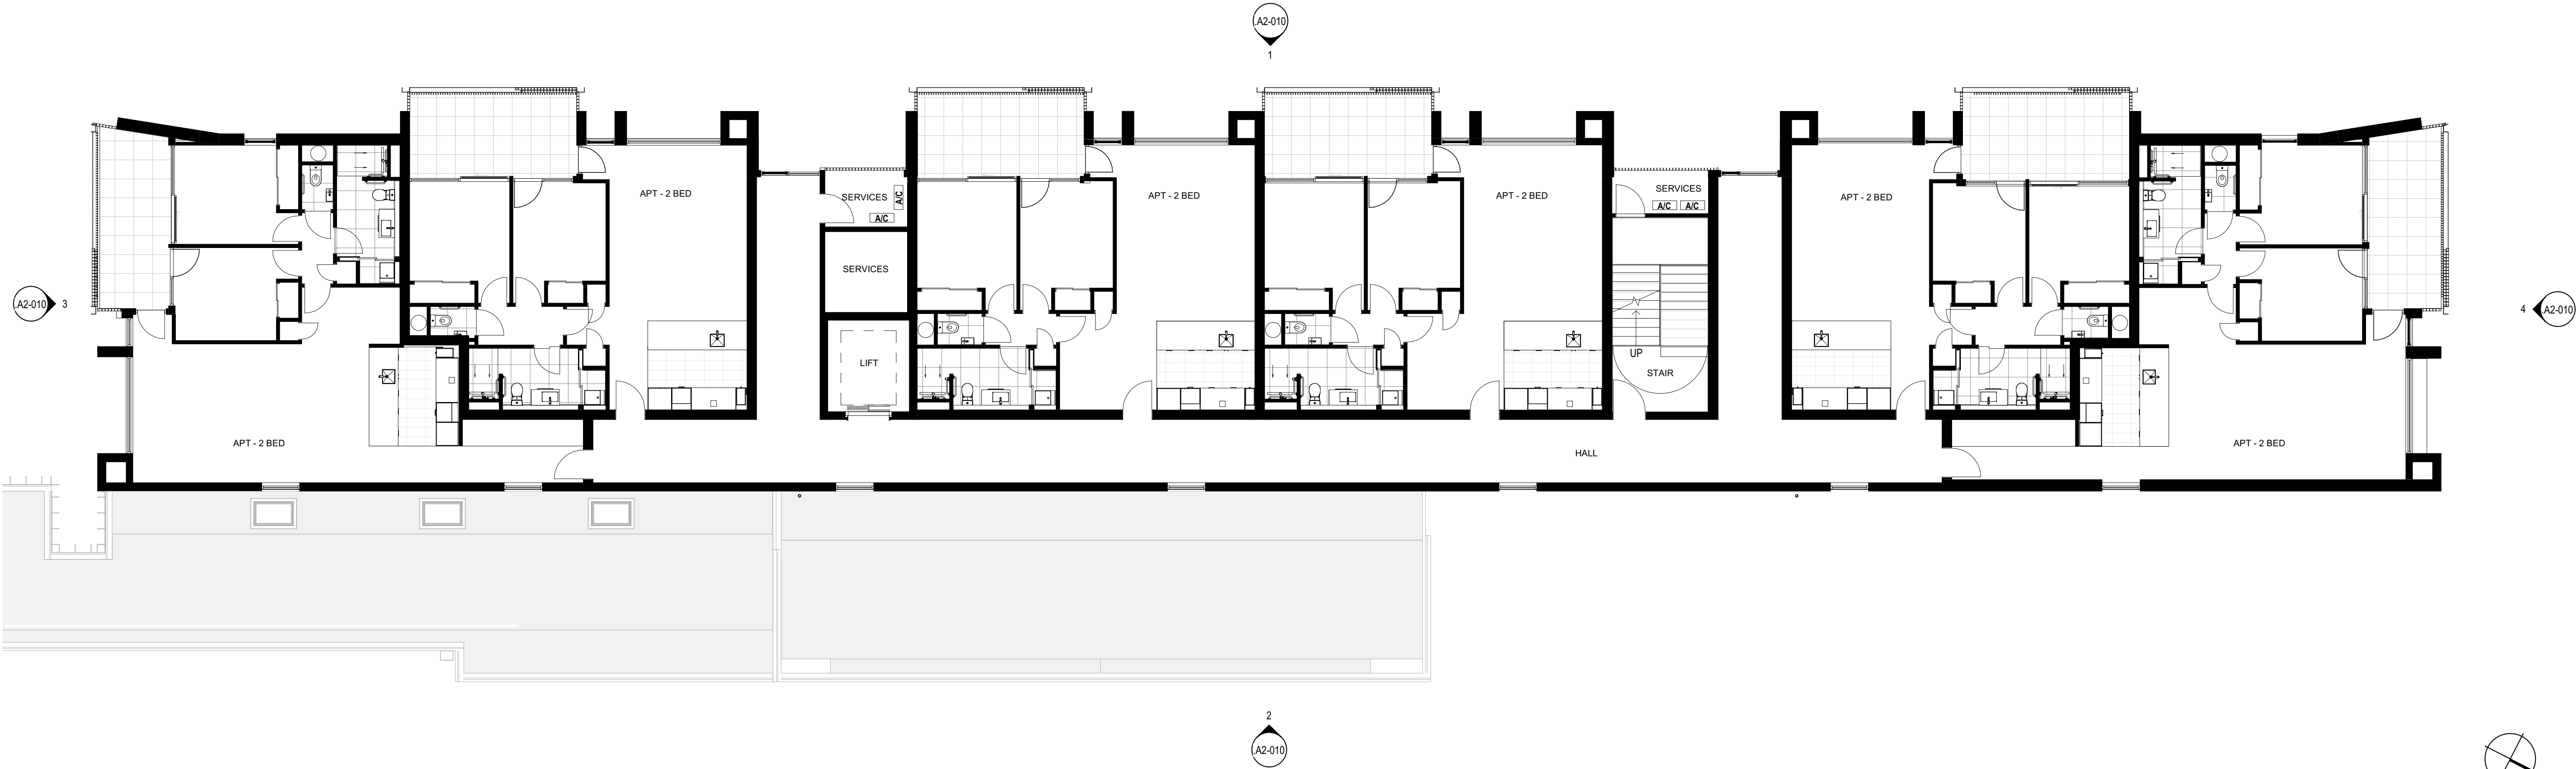 .A2-010
1
APT - 2 BED
APT - 2 BED
APT - 2 BED
APT - 2 BED
SERVICES
A/C
A/C
SERVICES
A/C
A/C
SERVICES
.A2-010
3
4
.A2-010
LIFT
UP
STAIR
APT - 2 BED
HALL
APT - 2 BED
2
.A2-010